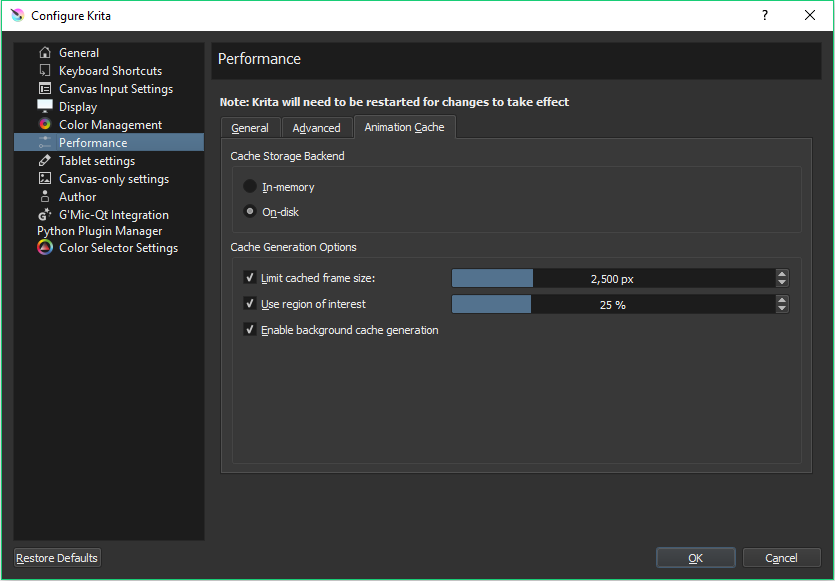 Configure Krita
?
General
Keyboard Shortcuts
Canvas Input Settings
Display
Color Management
Performance
Tablet settings
Canvas-only settings
Author
G'Mic-Qt Integration
Python Plugin Manager
Color Selector Settings
Performance
Note: Krita will need to be restarted for changes to take effect
General Advanced Animation Cache
Cache Storage Backend
In-memory
On-disk
Cache Generation Options
Limit cached frame size: 2,500 px
Use region of interest 25 %
Enable background cache generation
Restore Defaults OK Cancel